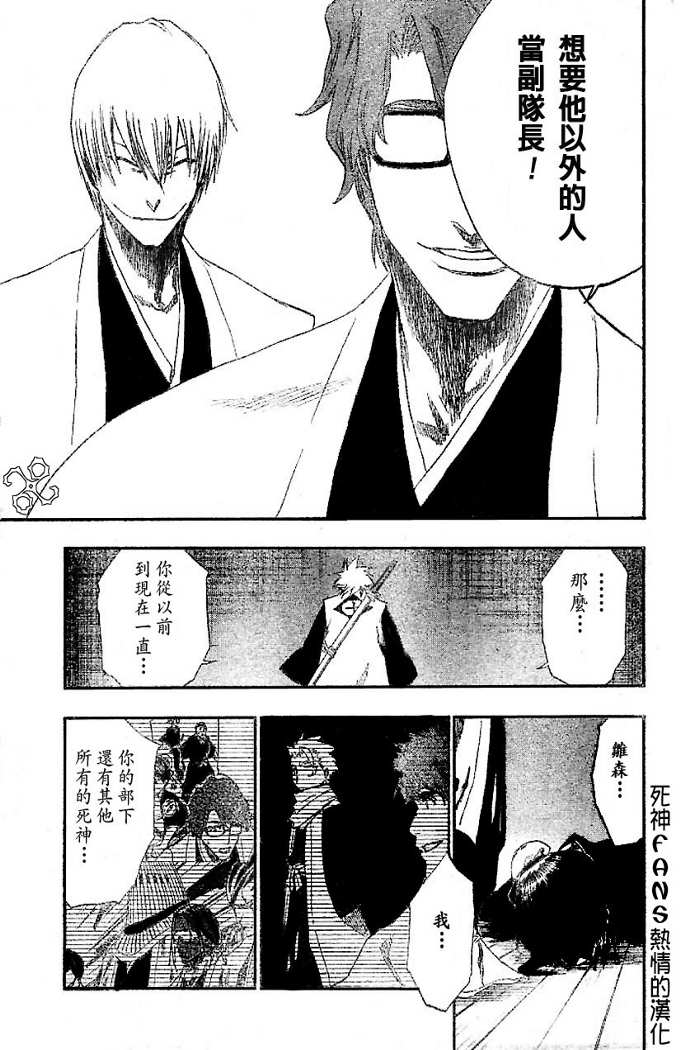 想要他以外的人
當副隊長！
……
那麼…
你從以前
到現在一直…
雛森…
我…
你的部下
還有其他
所有的死神…
死神FANS熱情的漢化